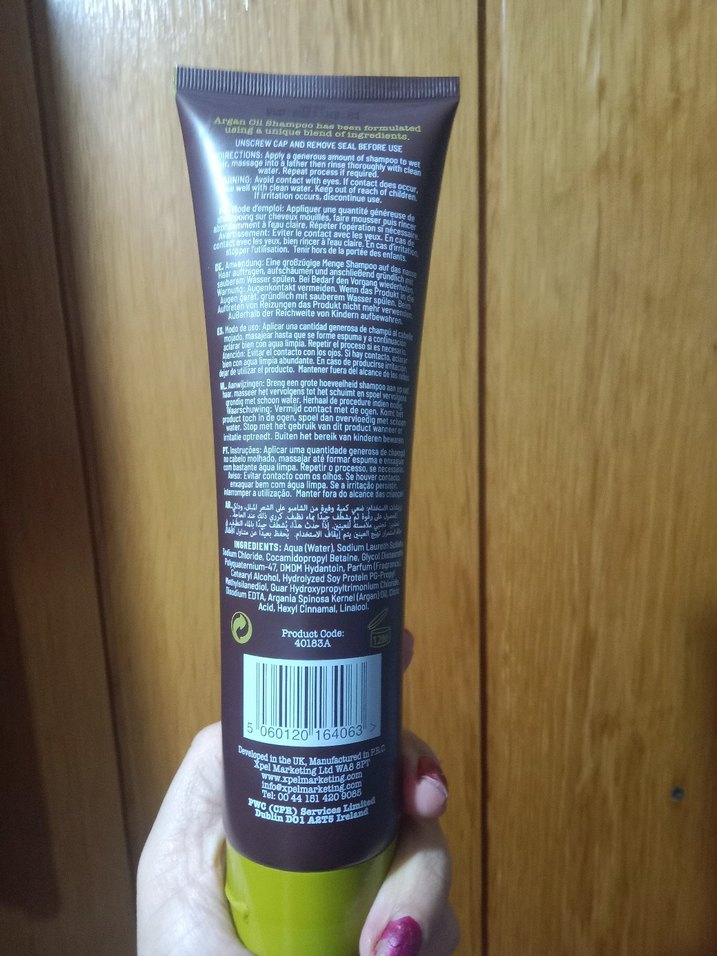 Argan Oil Shampoo has been formulated
using a unique blend of ingredients.
UNSCREW CAP AND REMOVE SEAL BEFORE USE
DIRECTIONS: Apply a generous amount of shampoo to wet
massage into a lather then rinse thoroughly with clean
water. Repeat process if required.
Avoid contact with eyes. If contact does occur,
well with clean water. Keep out of reach of children.
If irritation occurs, discontinue use.
Mode d'emploi: Appliquer une quantité généreuse de
sur cheveux mouillés, faire mousser puis rincer
à l'eau claire. Répéter l'opération si nécessaire.
Avertissement: Éviter le contact avec les yeux. En cas de
contact avec les yeux, bien rincer à l'eau claire. En cas d'irritation,
stopper l'utilisation. Tenir hors de la portée des enfants.
DE. Anwendung: Eine großzügige Menge Shampoo auf das nasse
Haar auftragen, aufschäumen und anschließend gründlich mit
sauberem Wasser spülen. Bei Bedarf den Vorgang wiederholen.
Warnung: Augenkontakt vermeiden. Wenn das Produkt in die
Augen gerät, gründlich mit sauberem Wasser spülen. Beim
Auftreten von Reizungen das Produkt nicht mehr verwenden.
Außerhalb der Reichweite von Kindern aufbewahren.
ES. Modo de uso: Aplicar una cantidad generosa de champú al cabello
mojado, masajear hasta que se forme espuma y a continuación
aclarar bien con agua limpia. Repetir el proceso si es necesario.
Atención: Evitar el contacto con los ojos. Si hay contacto, aclarar
bien con agua limpia abundante. En caso de producirse irritación,
dejar de utilizar el producto. Mantener fuera del alcance de los
NL. Aanwijzingen: Breng een grote hoeveelheid shampoo aan op
haar, masseer het vervolgens tot het schuimt en spoel vervolgens
grondig met schoon water. Herhaal de procedure indien nodig.
Waarschuwing: Vermijd contact met de ogen. Komt het
product toch in de ogen, spoel dan overvloedig met schoon
water. Stop met het gebruik van dit product wanneer er
irritatie optreedt. Buiten het bereik van kinderen bewaren.
PT. Instruções: Aplicar uma quantidade generosa de champô
no cabelo molhado, massajar até formar espuma e enxaguar
com bastante água limpa. Repetir o processo, se necessário.
Aviso: Evitar contacto com os olhos. Se houver contacto,
enxaguar bem com água limpa. Se a irritação persistir,
interromper a utilização. Manter fora do alcance das crianças.
INGREDIENTS: Aqua (Water), Sodium Laureth Sulfate,
Sodium Chloride, Cocamidopropyl Betaine, Glycol Distearate,
Polyquaternium-47, DMDM Hydantoin, Parfum (Fragrance),
Cetearyl Alcohol, Hydrolyzed Soy Protein PG-Propyl
Methylsilanediol, Guar Hydroxypropyltrimonium Chloride,
Disodium EDTA, Argania Spinosa Kernel (Argan) Oil, Citric
Acid, Hexyl Cinnamal, Linalool.
Product Code:
40183A
12M
5 060120 164063 >
Developed in the UK, Manufactured in P.R.C
Xpel Marketing Ltd WA8 8PT
www.xpelmarketing.com
info@xpelmarketing.com
Tel: 00 44 151 420 9085
PWC (CPR) Services Limited
Dublin D01 A2T5 Ireland